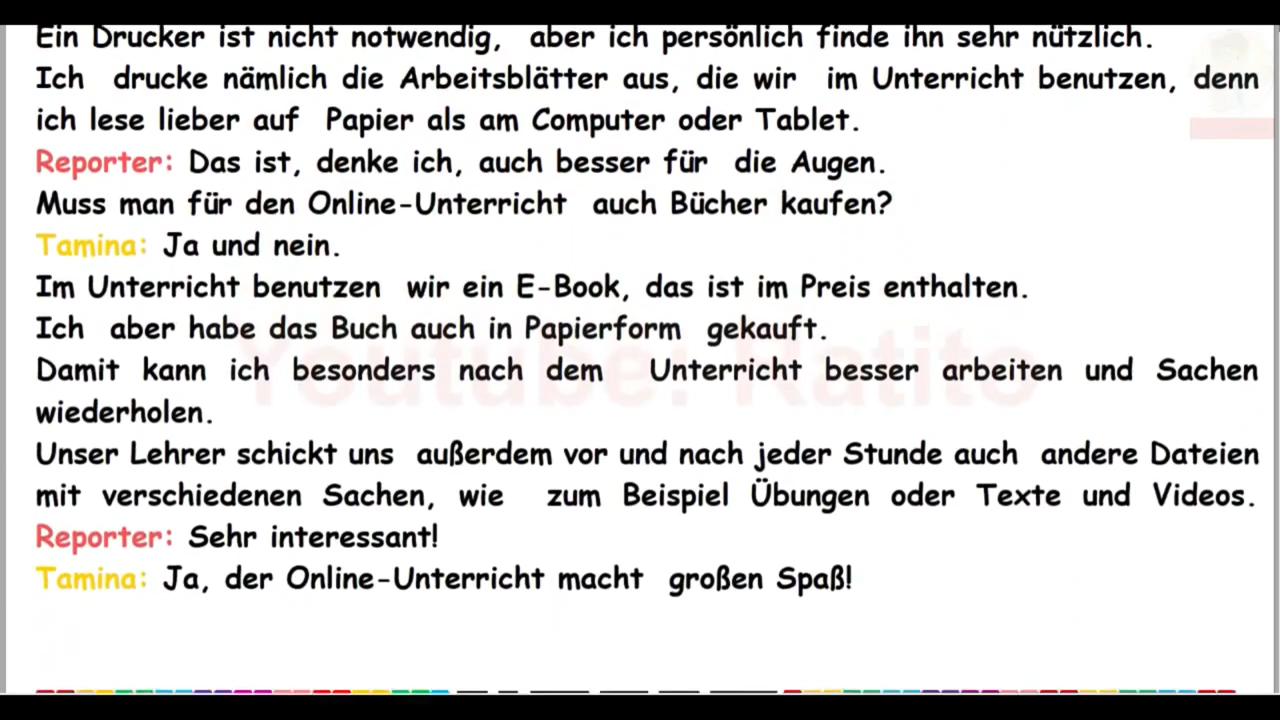 Ein Drucker ist nicht notwendig, aber ich persönlich finde ihn sehr nützlich.
Ich drucke nämlich die Arbeitsblätter aus, die wir im Unterricht benutzen, denn
ich lese lieber auf Papier als am Computer oder Tablet.
Reporter: Das ist, denke ich, auch besser für die Augen.
Muss man für den Online-Unterricht auch Bücher kaufen?
Tamina: Ja und nein.
Im Unterricht benutzen wir ein E-Book, das ist im Preis enthalten.
Ich aber habe das Buch auch in Papierform gekauft.
Youtube: Ratito
Damit kann ich besonders nach dem Unterricht besser arbeiten und Sachen
wiederholen.
Unser Lehrer schickt uns außerdem vor und nach jeder Stunde auch andere Dateien
mit verschiedenen Sachen, wie zum Beispiel Übungen oder Texte und Videos.
Reporter: Sehr interessant!
Tamina: Ja, der Online-Unterricht macht großen Spaß!